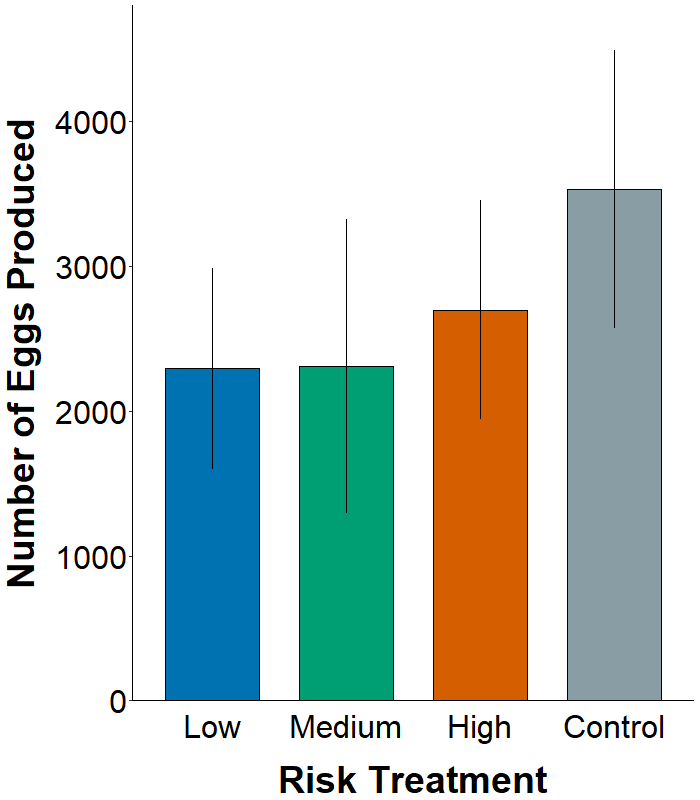 Number of Eggs Produced
4000
3000
2000
1000
0
Low Medium High Control
Risk Treatment